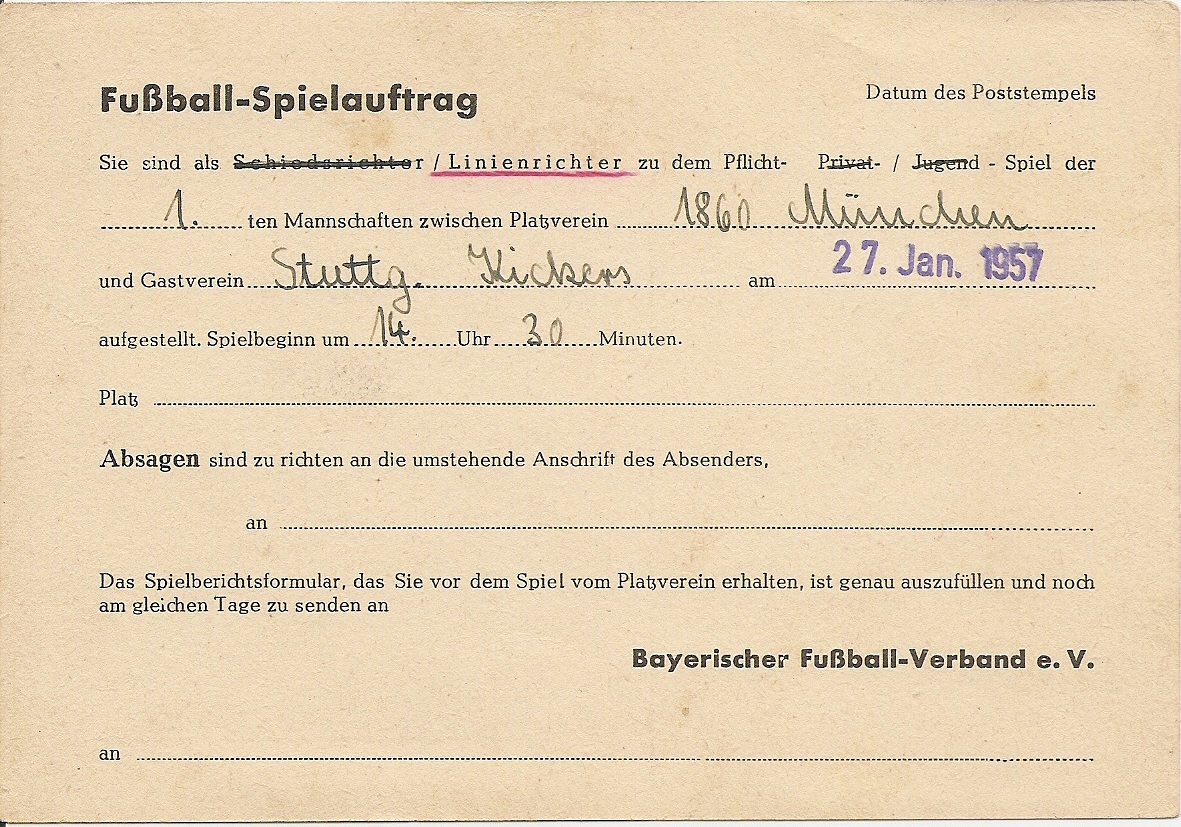 Fußball-Spielauftrag
Datum des Poststempels
Sie sind als Schiedsrichter / Linienrichter zu dem Pflicht- Privat- / Jugend - Spiel der
1. ten Mannschaften zwischen Platzverein 1860 München
und Gastverein Stuttg. Kickers am 27. Jan. 1957
aufgestellt. Spielbeginn um 14. Uhr 30 Minuten.
Platz
Absagen sind zu richten an die umstehende Anschrift des Absenders,
an
Das Spielberichtsformular, das Sie vor dem Spiel vom Platzverein erhalten, ist genau auszufüllen und noch
am gleichen Tage zu senden an
Bayerischer Fußball-Verband e. V.
an